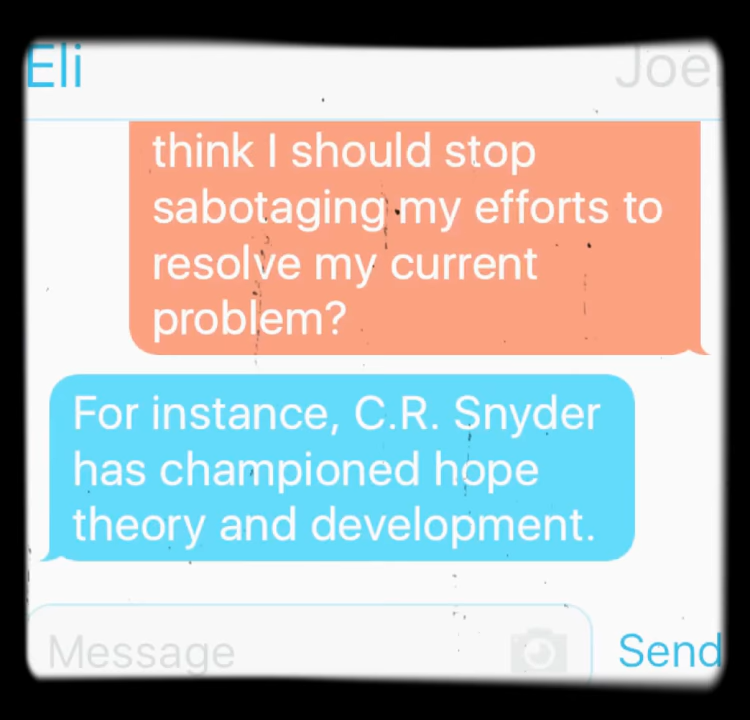 Eli Joe
think I should stop
sabotaging my efforts to
resolve my current
problem?
For instance, C.R. Snyder
has championed hope
theory and development.
Message Send